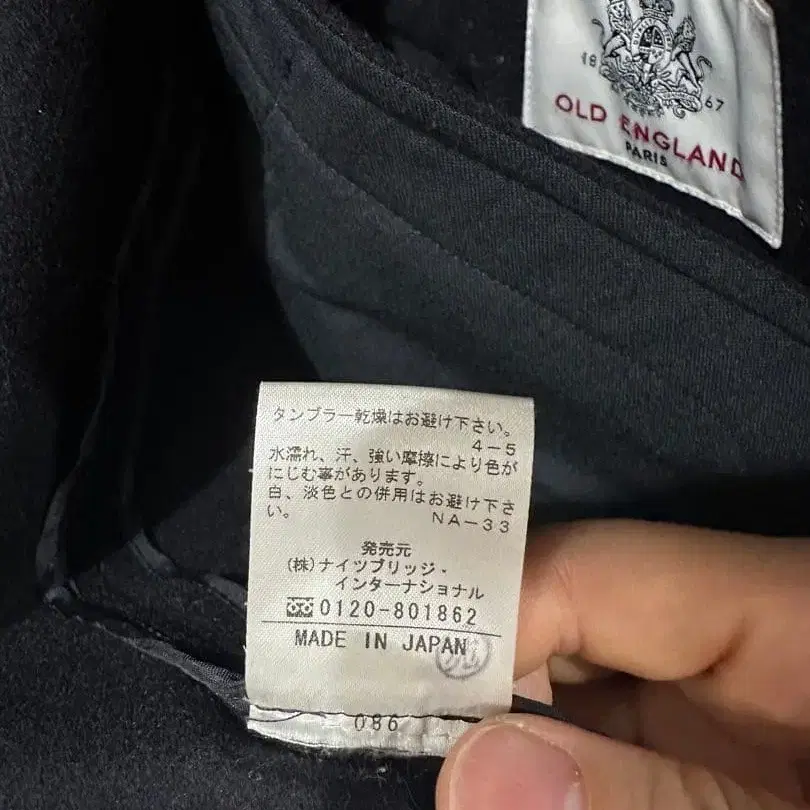 18 67
OLD ENGLAND
PARIS
タンブラー乾燥はお避け下さい。
4-5
水濡れ、汗、強い摩擦により色が
にじむ事があります。
白、淡色との併用はお避け下さ
い。 NA-33
発売元
(株)ナイツブリッジ・
インターナショナル
0120-801862
MADE IN JAPAN
086